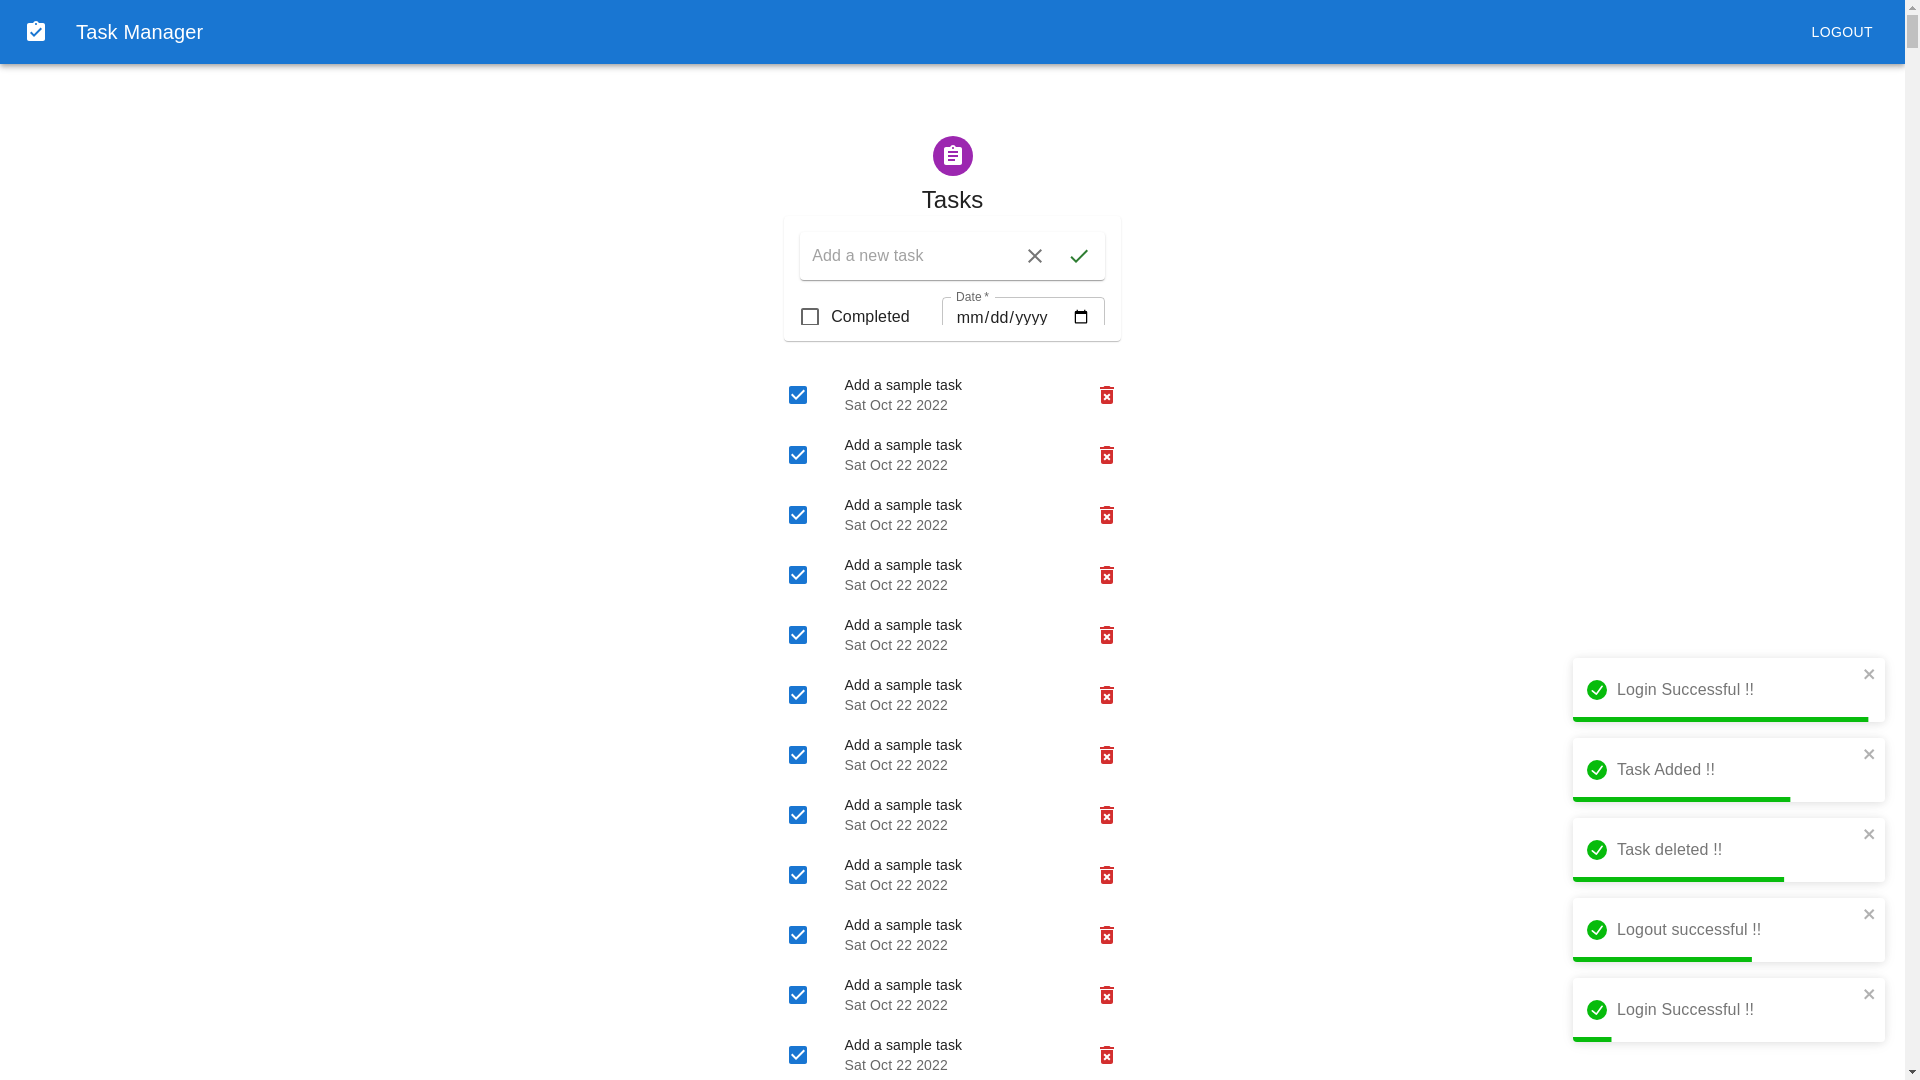 Task Manager
LOGOUT
Tasks
Add a new task
Date *
Completed
mm/dd/yyyy
Add a sample task
Sat Oct 22 2022
Add a sample task
Sat Oct 22 2022
Add a sample task
Sat Oct 22 2022
Add a sample task
Sat Oct 22 2022
Add a sample task
Sat Oct 22 2022
Add a sample task
Sat Oct 22 2022
Add a sample task
Sat Oct 22 2022
Add a sample task
Sat Oct 22 2022
Add a sample task
Sat Oct 22 2022
Add a sample task
Sat Oct 22 2022
Add a sample task
Sat Oct 22 2022
Add a sample task
Sat Oct 22 2022
Login Successful !!
Task Added !!
Task deleted !!
Logout successful !!
Login Successful !!